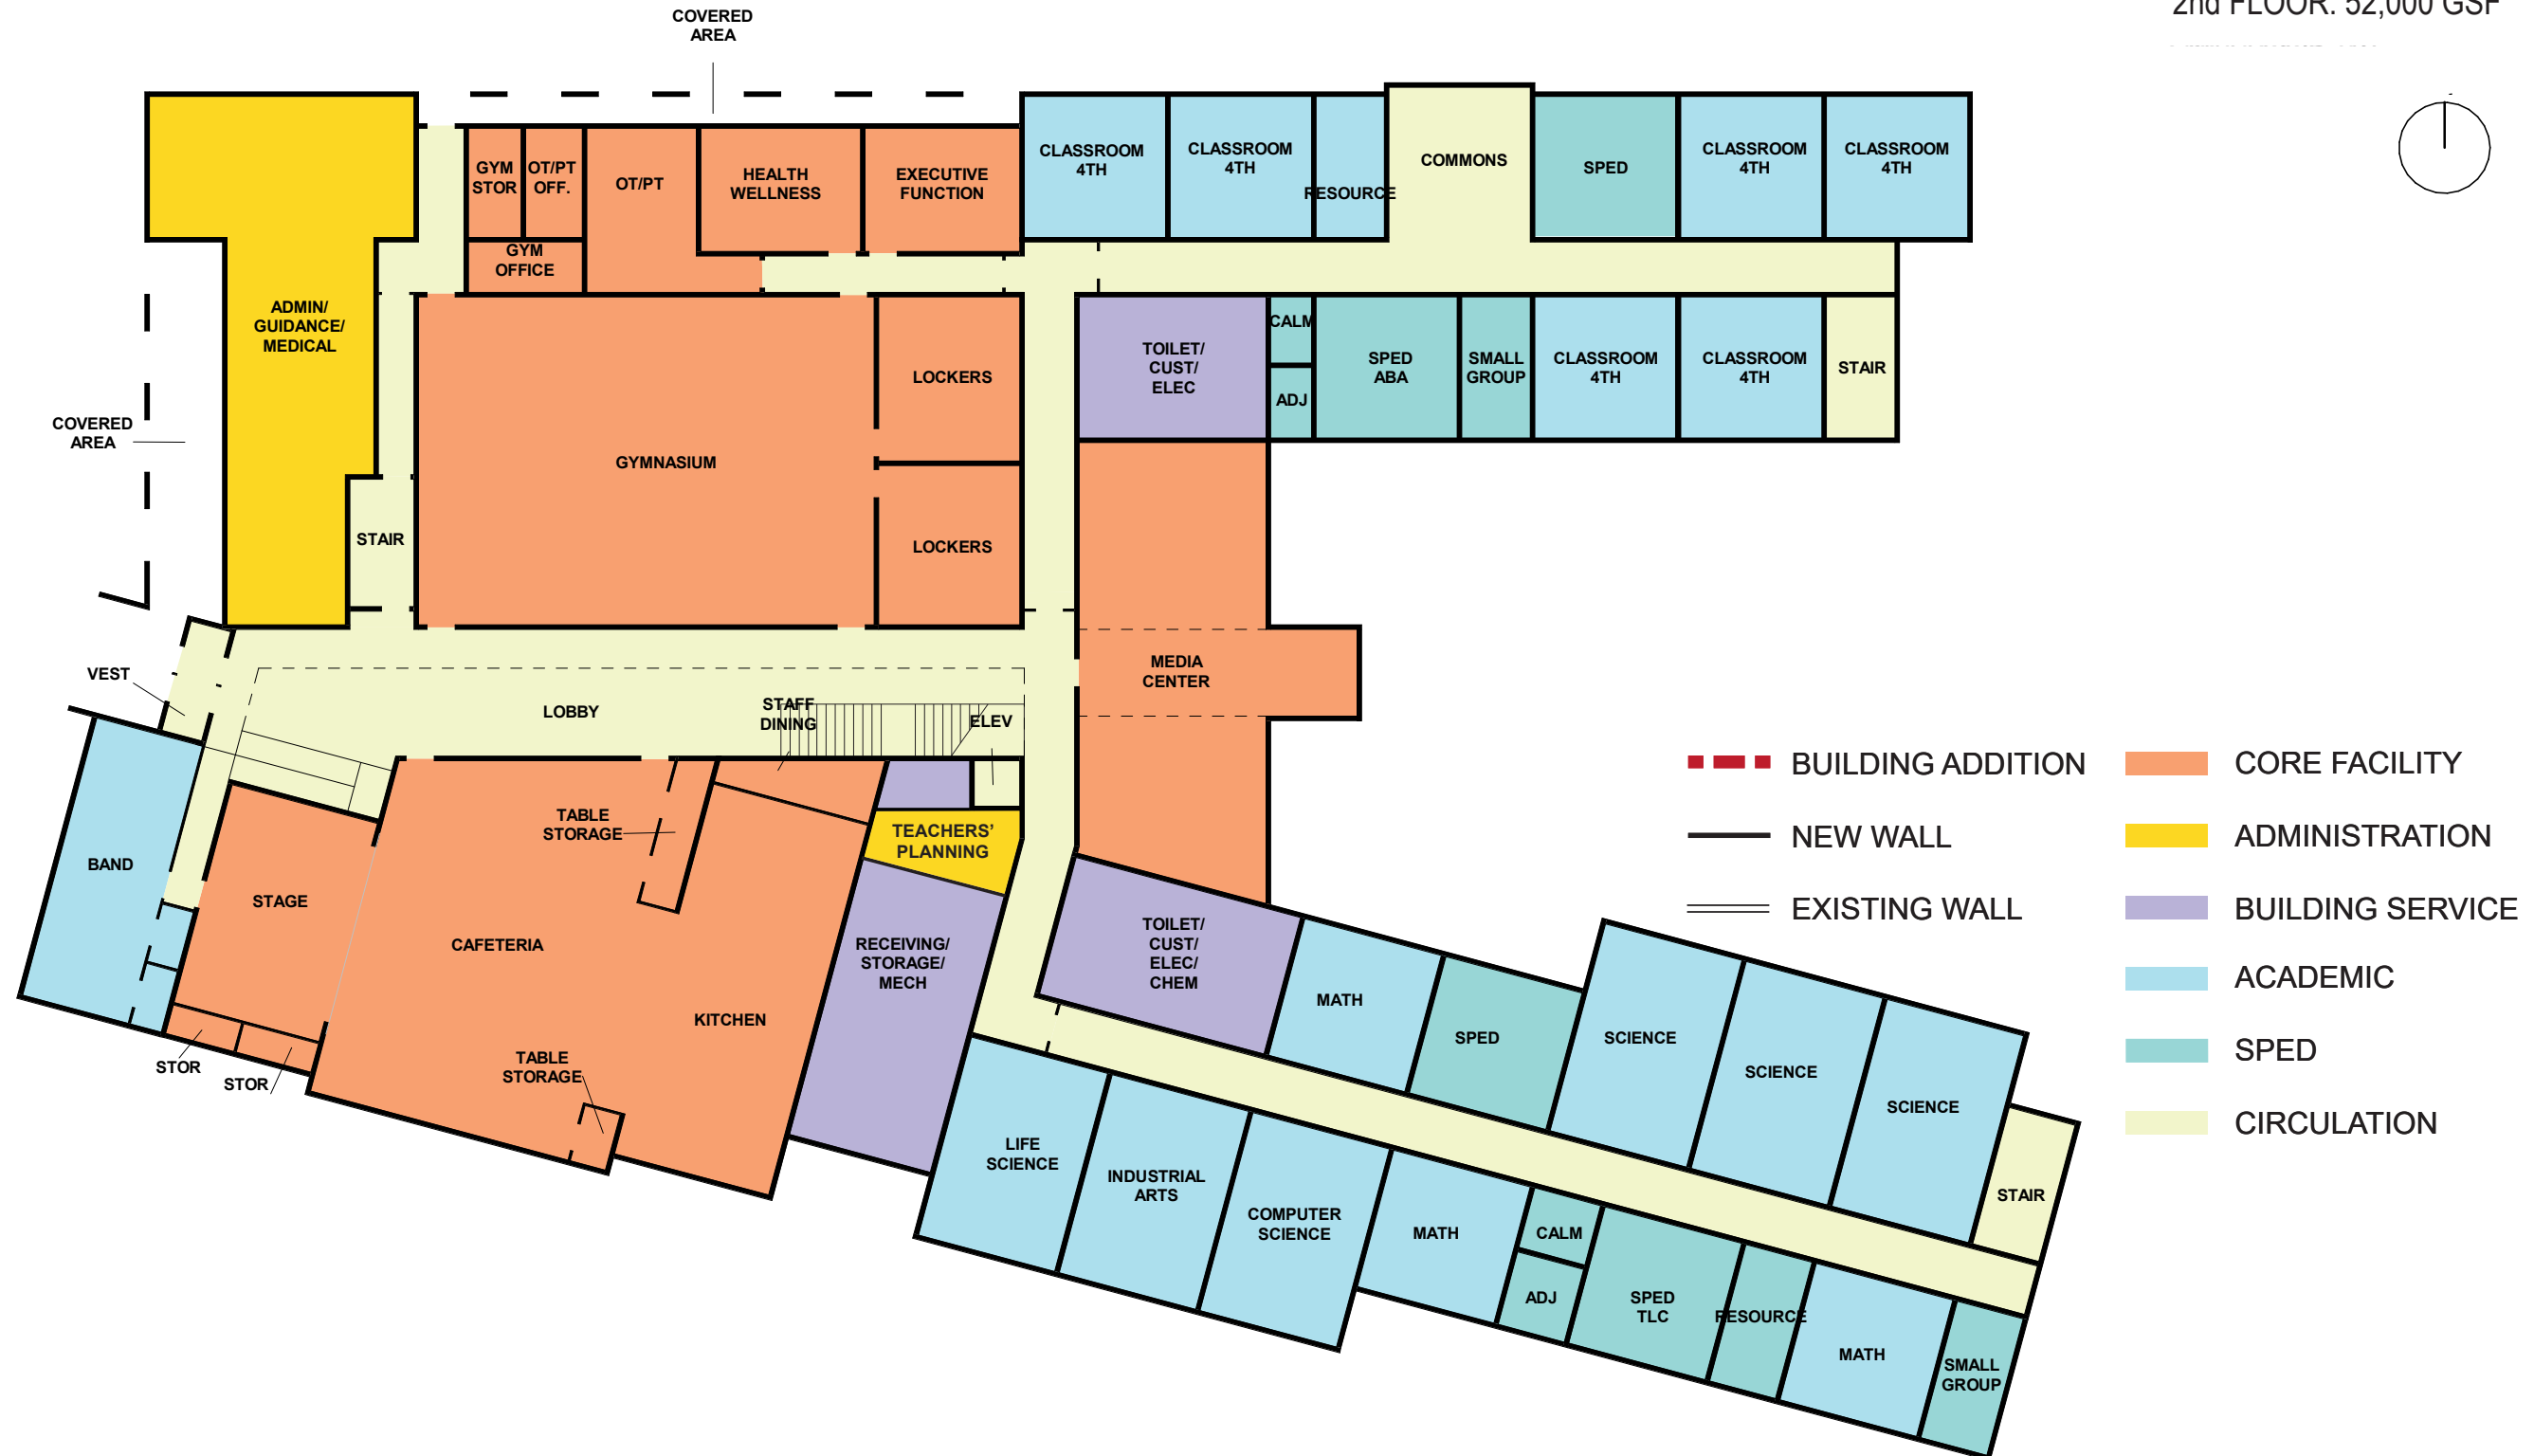 2nd FLOOR: 52,000 GSF
COVERED
AREA
GYM
STOR
OT/PT
OFF.
OT/PT
HEALTH
WELLNESS
EXECUTIVE
FUNCTION
GYM
OFFICE
CLASSROOM
4TH
CLASSROOM
4TH
RESOURCE
COMMONS
SPED
CLASSROOM
4TH
CLASSROOM
4TH
ADMIN/
GUIDANCE/
MEDICAL
COVERED
AREA
GYMNASIUM
LOCKERS
LOCKERS
STAIR
TOILET/
CUST/
ELEC
CALM
ADJ
SPED
ABA
SMALL
GROUP
CLASSROOM
4TH
CLASSROOM
4TH
STAIR
VEST
LOBBY
STAFF
DINING
ELEV
MEDIA
CENTER
BAND
STAGE
TABLE
STORAGE
CAFETERIA
KITCHEN
TEACHERS’
PLANNING
RECEIVING/
STORAGE/
MECH
STOR
STOR
TABLE
STORAGE
TOILET/
CUST/
ELEC/
CHEM
MATH
SPED
SCIENCE
SCIENCE
SCIENCE
STAIR
LIFE
SCIENCE
INDUSTRIAL
ARTS
COMPUTER
SCIENCE
MATH
CALM
ADJ
SPED
TLC
RESOURCE
MATH
SMALL
GROUP
BUILDING ADDITION
NEW WALL
EXISTING WALL
CORE FACILITY
ADMINISTRATION
BUILDING SERVICE
ACADEMIC
SPED
CIRCULATION